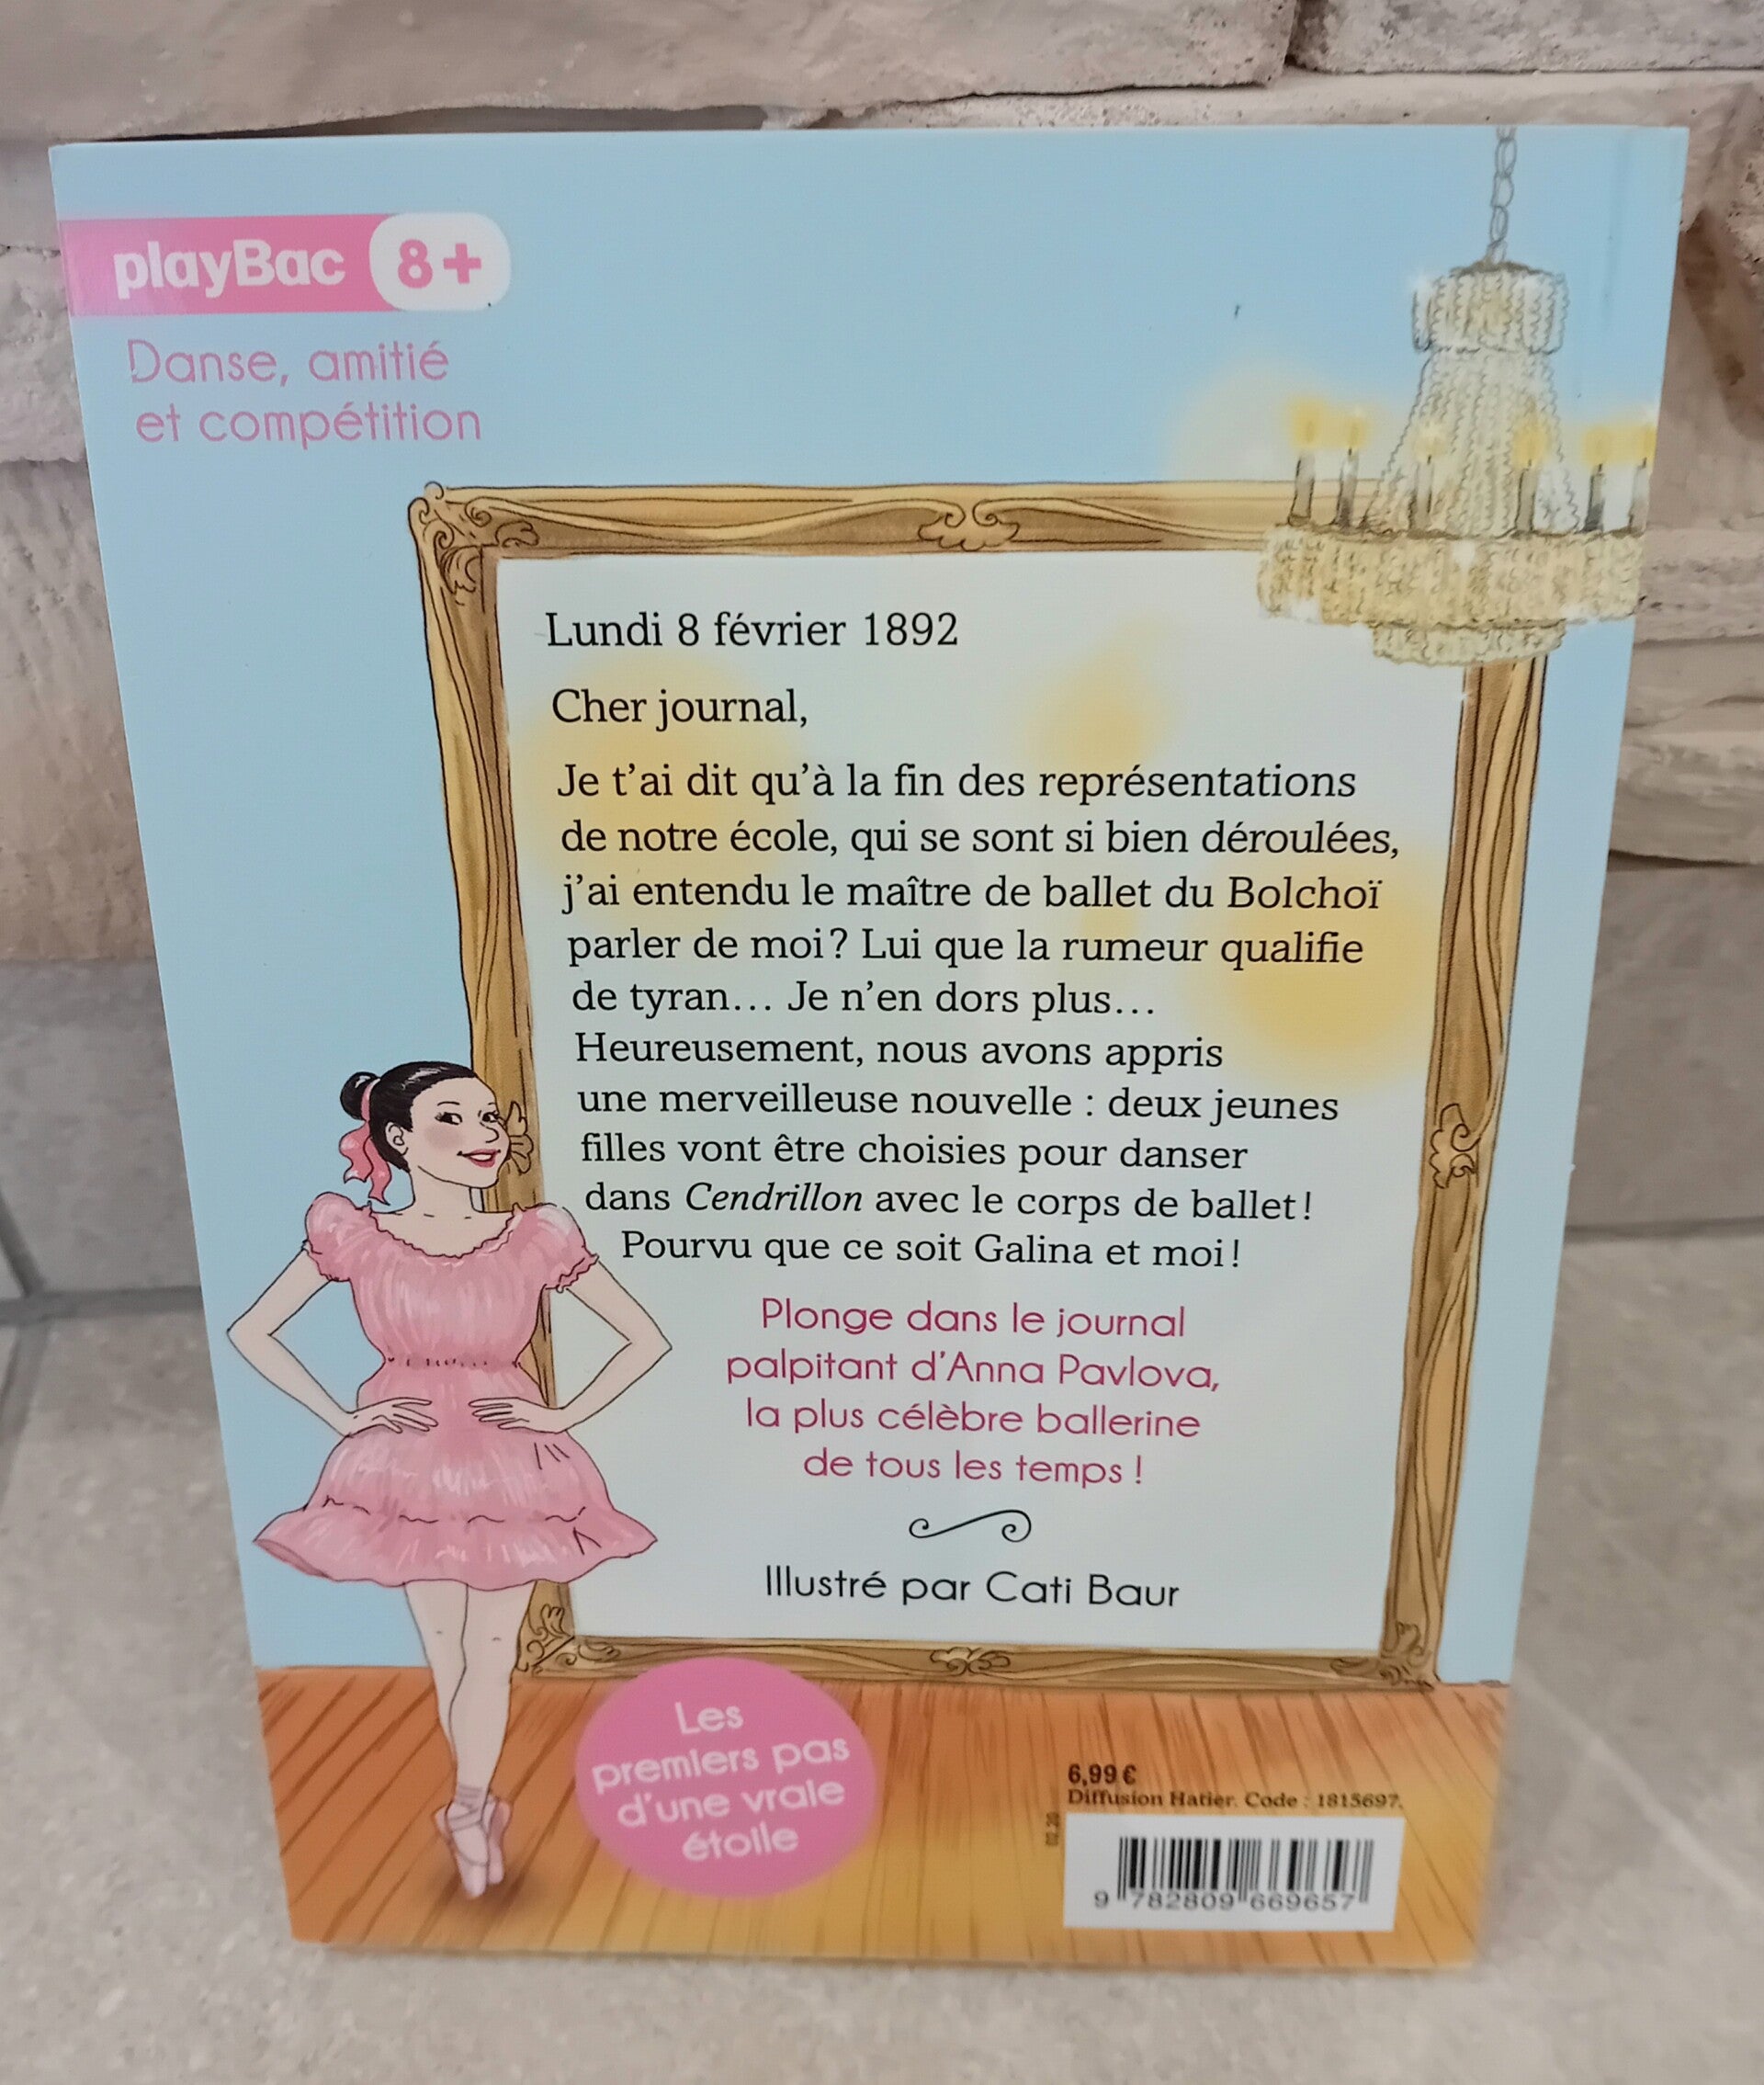 playBac 8+
Danse, amitié
et compétition
Lundi 8 février 1892
Cher journal,
Je t'ai dit qu'à la fin des représentations
de notre école, qui se sont si bien déroulées,
j'ai entendu le maître de ballet du Bolchoï
parler de moi ? Lui que la rumeur qualifie
de tyran... Je n'en dors plus...
Heureusement, nous avons appris
une merveilleuse nouvelle : deux jeunes
filles vont être choisies pour danser
dans Cendrillon avec le corps de ballet !
Pourvu que ce soit Galina et moi !
Plonge dans le journal
palpitant d'Anna Pavlova,
la plus célèbre ballerine
de tous les temps !
Illustré par Cati Baur
Les
premiers pas
d'une vraie
étoile
6,99 €
Diffusion Hatier. Code : 1815697.
02.20
9 782809 669657